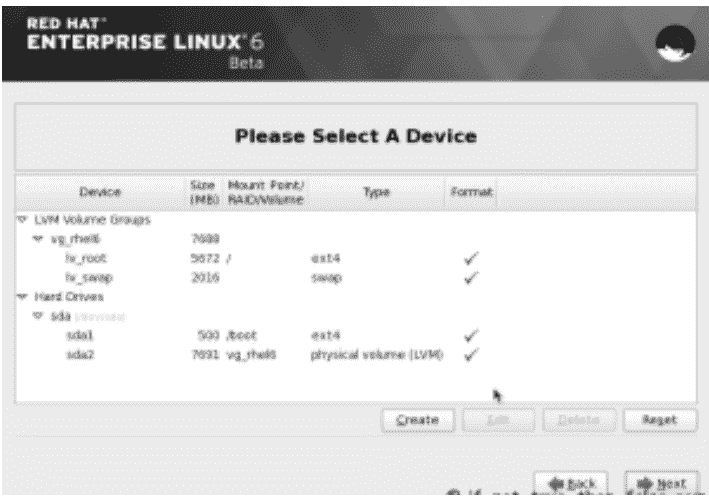 RED HAT
ENTERPRISE LINUX 6
Beta
Please Select A Device
Device Size (MB) Mount Point/ RAID/Volume Type Format
LVM Volume Groups
vg_rhel6 7688
lv_root 5672 / ext4
lv_swap 2016 swap
Hard Drives
sda
sda1 500 /boot ext4
sda2 7691 vg_rhel6 physical volume (LVM)
Create Edit Delete Reset
Back Next